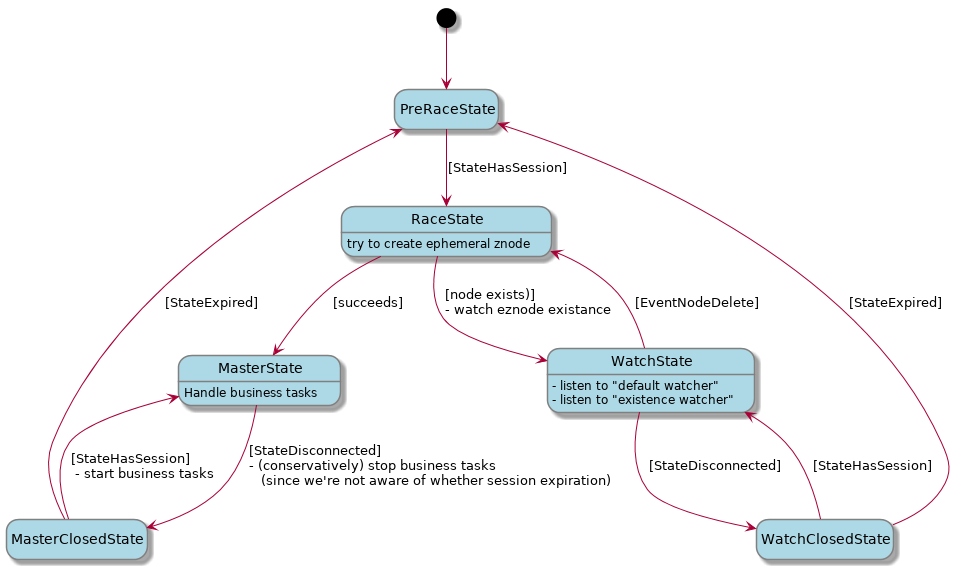 PreRaceState
[StateHasSession]
RaceState
try to create ephemeral znode
[StateExpired]
[succeeds]
[node exists)]
- watch eznode existance
[EventNodeDelete]
[StateExpired]
MasterState
Handle business tasks
WatchState
- listen to "default watcher"
- listen to "existence watcher"
[StateHasSession]
- start business tasks
[StateDisconnected]
- (conservatively) stop business tasks
(since we're not aware of whether session expiration)
[StateDisconnected]
[StateHasSession]
MasterClosedState
WatchClosedState